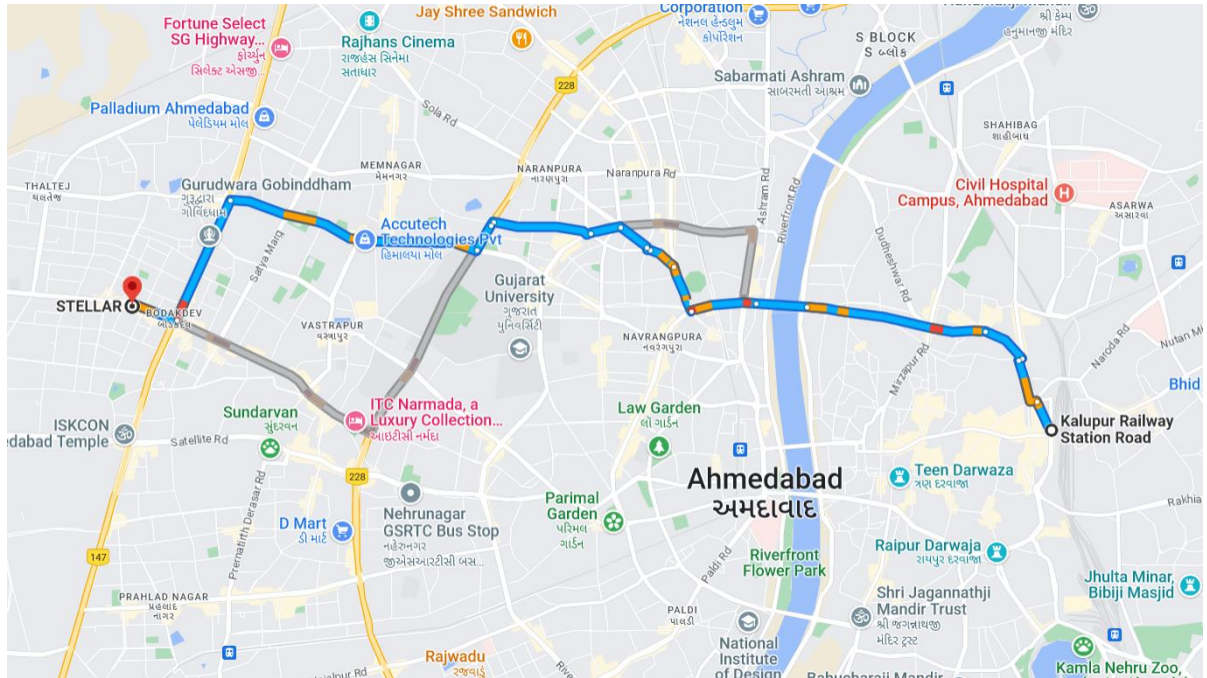 Fortune Select
SG Highway...
ફોર્ચ્યુન
સિલેક્ટ એસજી...
Rajhans Cinema
રાજહંસ સિનેમા
સતાધાર
Jay Shree Sandwich
228
Corporation
નેશનલ હેન્ડલુમ
કોર્પોરેશન
S BLOCK
S બ્લોક
શ્રી કેમ્પ
હનુમાનજી મંદિર
Sabarmati Ashram
સાબરમતી આશ્રમ
Palladium Ahmedabad
પેલેડિયમ મોલ
Sola Rd
SHAHIBAG
શાહીબાગ
THALTEJ
થલતેજ
Gurudwara Gobinddham
ગુરૂદ્વારા
ગોવિંદધામ
MEMNAGAR
મેમનગર
NARANPURA
નારણપુરા
Naranpura Rd
Ashram Rd
Riverfront Rd
Civil Hospital
Campus, Ahmedabad
ASARWA
અસારવા
Satya Marg
Accutech
Technologies Pvt
હિમાલયા મોલ
Dudheshwar Rd
Gujarat
University
ગુજરાત
યુનિવર્સિટી
STELLAR
BODAKDEV
બોડકદેવ
VASTRAPUR
વસ્ત્રાપુર
NAVRANGPURA
નવરંગપુરા
Mirzapur Rd
Naroda Rd
Nutan Mi
Bhid
ISKCON
edabad Temple
Sundarvan
સુંદરવન
Satellite Rd
ITC Narmada, a
Luxury Collection...
આઇટીસી નર્મદા
Law Garden
લો ગાર્ડન
Kalupur Railway
Station Road
228
Ahmedabad
અમદાવાદ
Teen Darwaza
ત્રણ દરવાજા
Rakhia
Prernatirth Derasar Rd
D Mart
ડી માર્ટ
Nehrunagar
GSRTC Bus Stop
નહેરુનગર
જીએસઆરટીસી બસ...
Parimal
Garden
પરિમલ
ગાર્ડન
147
Paldi Rd
Riverfront
Flower Park
Raipur Darwaja
રાયપુર દરવાજા
Jhulta Minar,
Bibiji Masjid
PRAHLAD NAGAR
પ્રહલાદ
નગર
PALDI
પાલડી
Shri Jagannathji
Mandir Trust
શ્રી જગન્નાથજી
મંદિર ટ્રસ્ટ
National
Institute
of Design
Rajwadu
રજવાડું
River
Kamla Nehru Zoo,